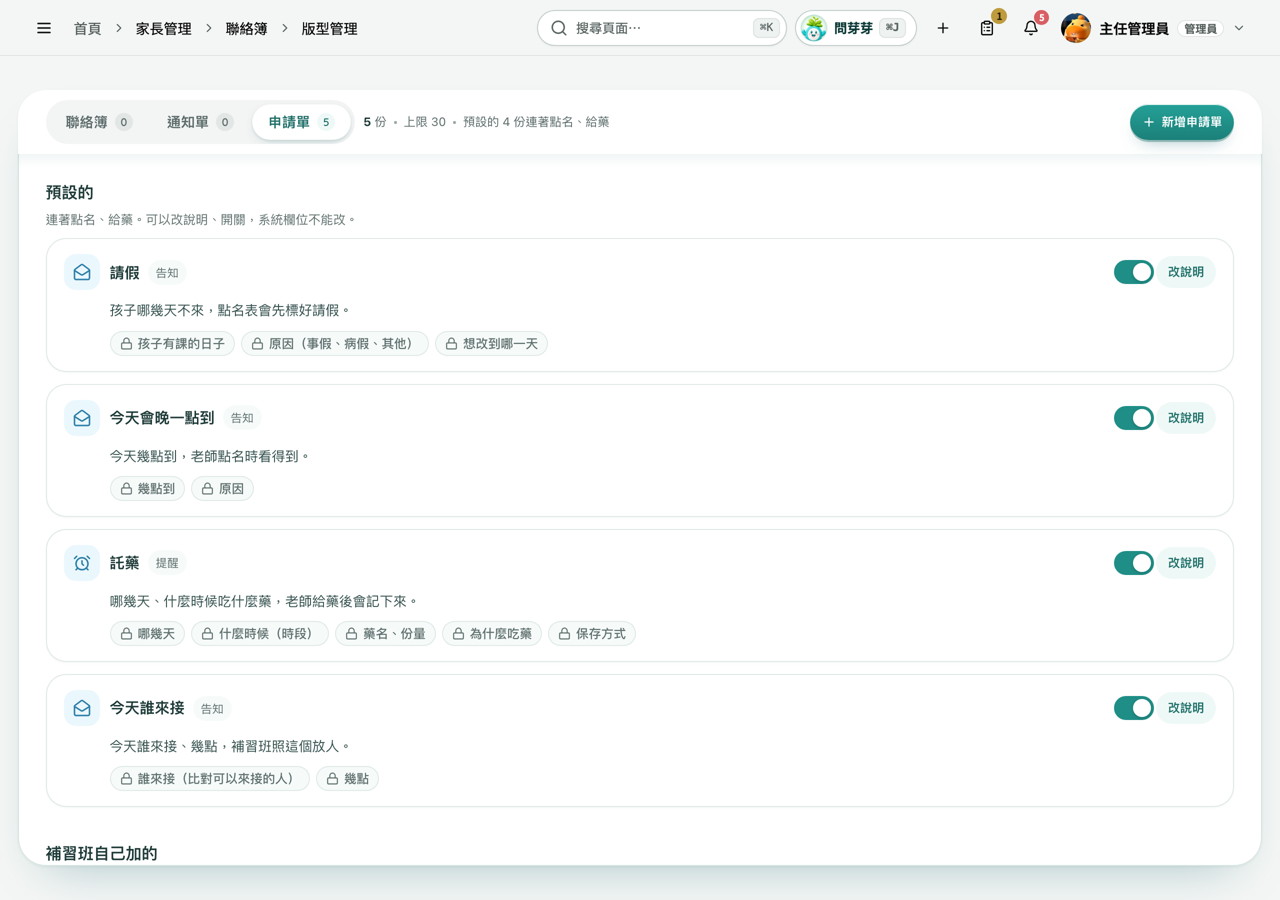 首頁 > 家長管理 > 聯絡簿 > 版型管理
搜尋頁面… ⌘K
問芽芽 ⌘J
1
5
主任管理員 管理員
聯絡簿 0 通知單 0 申請單 5 5 份 • 上限 30 • 預設的 4 份連著點名、給藥
+ 新增申請單
預設的
連著點名、給藥。可以改說明、開關，系統欄位不能改。
請假 告知 改說明
孩子哪幾天不來，點名表會先標好請假。
孩子有課的日子 原因（事假、病假、其他） 想改到哪一天
今天會晚一點到 告知 改說明
今天幾點到，老師點名時看得到。
幾點到 原因
託藥 提醒 改說明
哪幾天、什麼時候吃什麼藥，老師給藥後會記下來。
哪幾天 什麼時候（時段） 藥名、份量 為什麼吃藥 保存方式
今天誰來接 告知 改說明
今天誰來接、幾點，補習班照這個放人。
誰來接（比對可以來接的人） 幾點
補習班自己加的